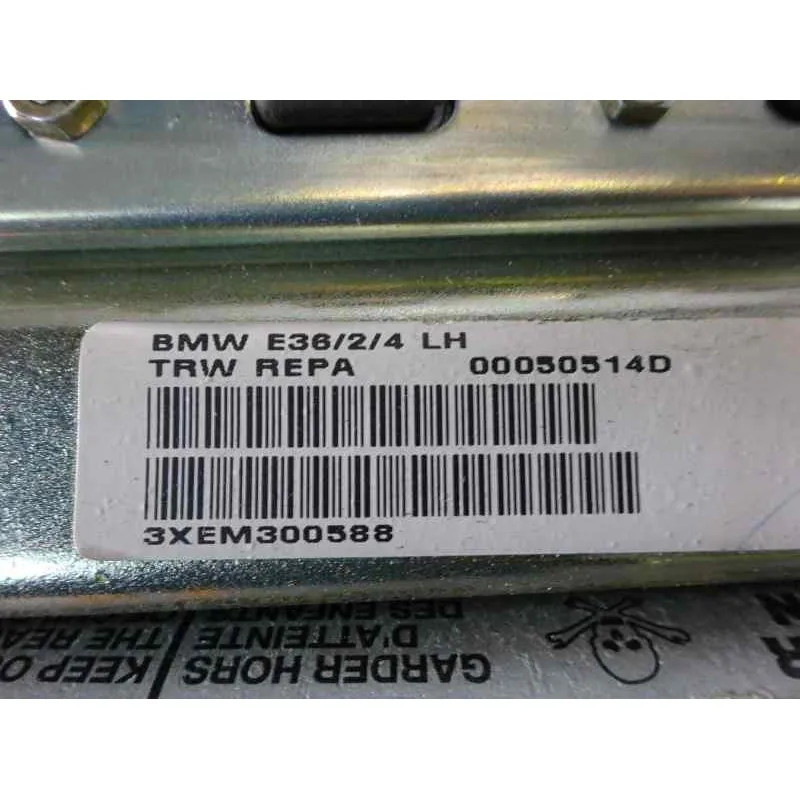 BMW E36/2/4 LH
TRW REPA 00050514D
3XEM300588
GARDER HORS
D'ATTEINTE
DES ENFANTS
KEEP
THE REA